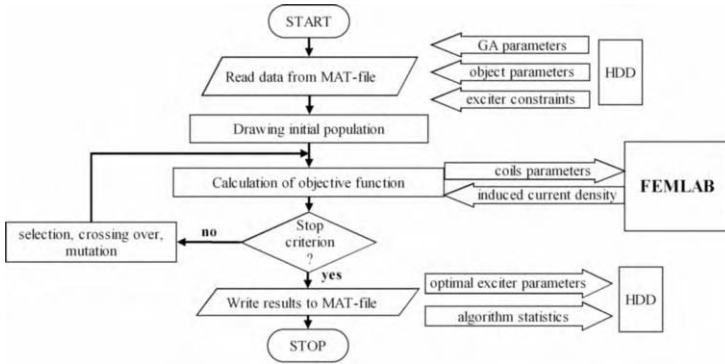 START
GA parameters
Read data from MAT-file
object parameters
HDD
exciter constraints
Drawing initial population
Calculation of objective function
coils parameters
induced current density
FEMLAB
selection, crossing over,
mutation
no
Stop
criterion
?
yes
Write results to MAT-file
optimal exciter parameters
algorithm statistics
HDD
STOP